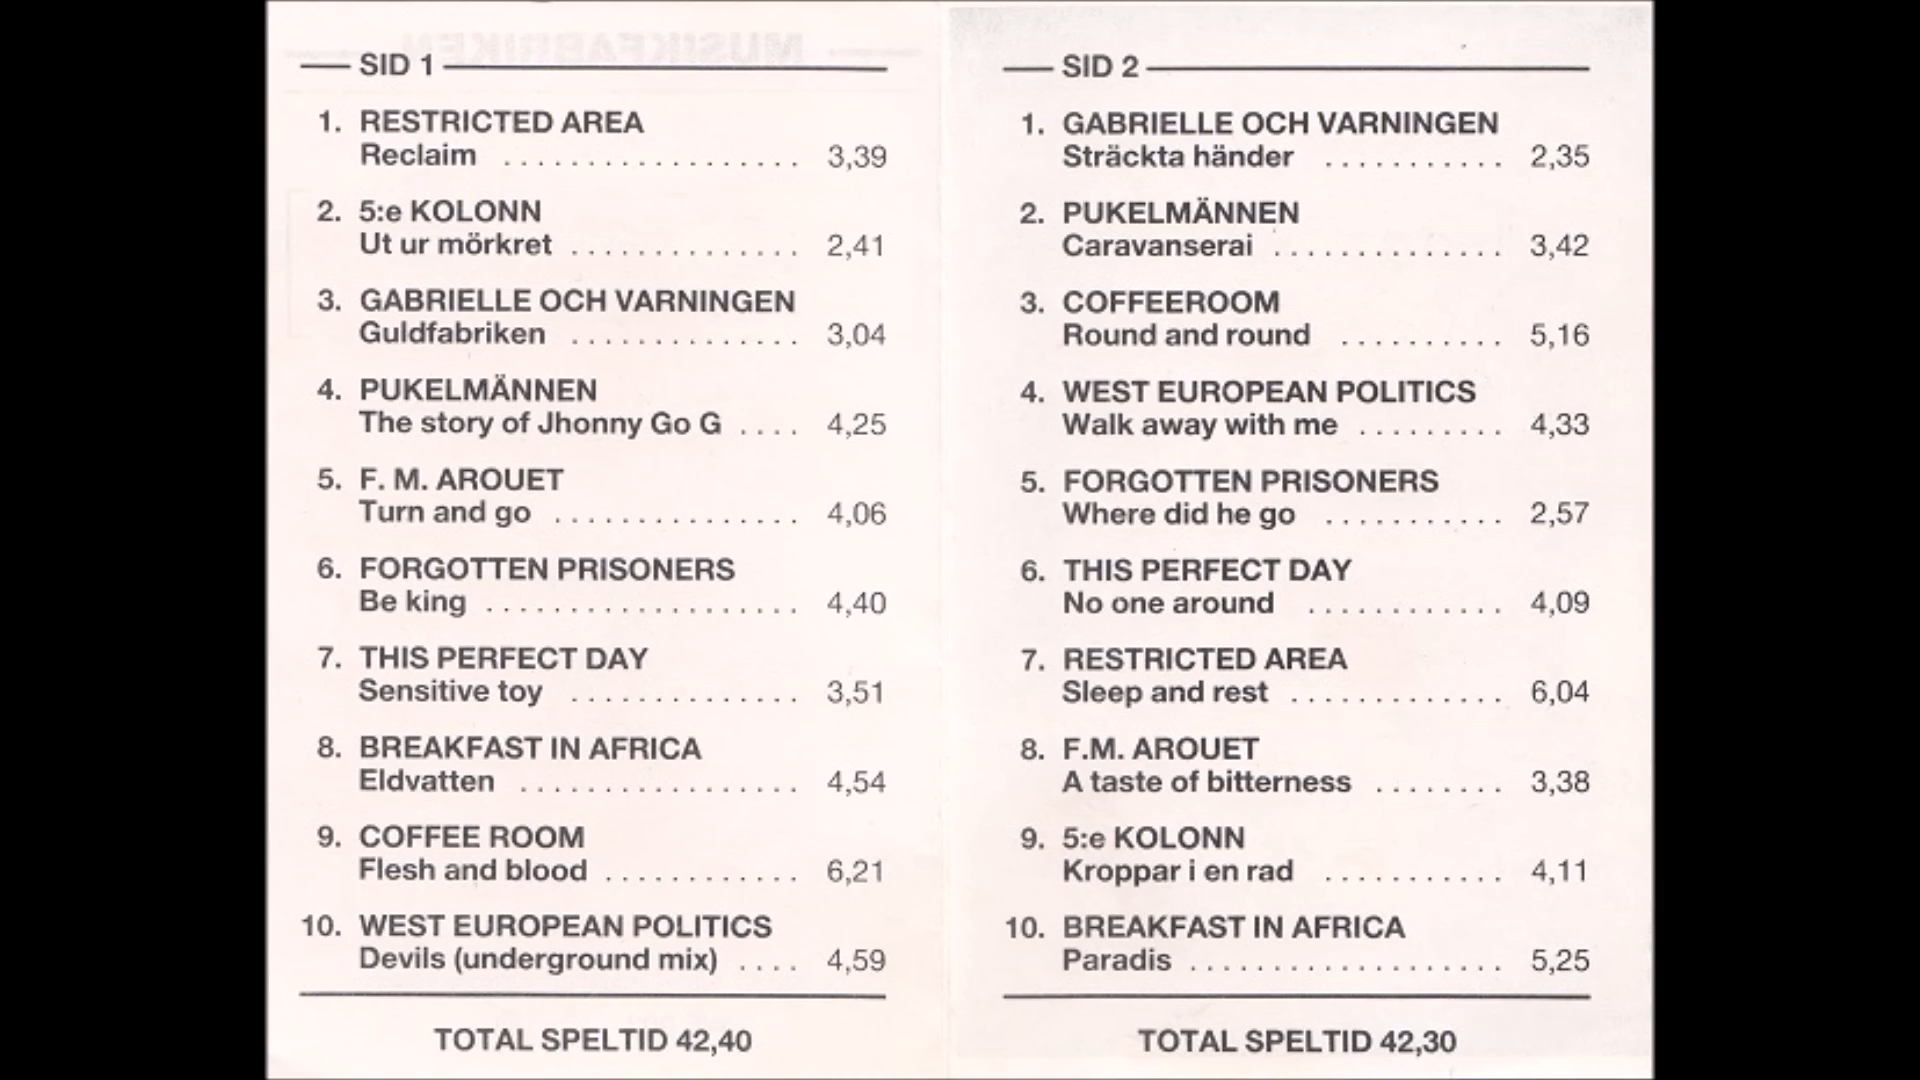 MUSIKFABRIKEN
SID 1
1. RESTRICTED AREA
Reclaim .................. 3,39
2. 5:e KOLONN
Ut ur mörkret .............. 2,41
3. GABRIELLE OCH VARNINGEN
Guldfabriken .............. 3,04
4. PUKELMÄNNEN
The story of Jhonny Go G .... 4,25
5. F. M. AROUET
Turn and go ............... 4,06
6. FORGOTTEN PRISONERS
Be king ................... 4,40
7. THIS PERFECT DAY
Sensitive toy .............. 3,51
8. BREAKFAST IN AFRICA
Eldvatten ................. 4,54
9. COFFEE ROOM
Flesh and blood ............ 6,21
10. WEST EUROPEAN POLITICS
Devils (underground mix) .... 4,59
TOTAL SPELTID 42,40
SID 2
1. GABRIELLE OCH VARNINGEN
Sträckta händer ........... 2,35
2. PUKELMÄNNEN
Caravanserai .............. 3,42
3. COFFEEROOM
Round and round .......... 5,16
4. WEST EUROPEAN POLITICS
Walk away with me ......... 4,33
5. FORGOTTEN PRISONERS
Where did he go ........... 2,57
6. THIS PERFECT DAY
No one around ............ 4,09
7. RESTRICTED AREA
Sleep and rest ............. 6,04
8. F.M. AROUET
A taste of bitterness ........ 3,38
9. 5:e KOLONN
Kroppar i en rad ........... 4,11
10. BREAKFAST IN AFRICA
Paradis ................... 5,25
TOTAL SPELTID 42,30